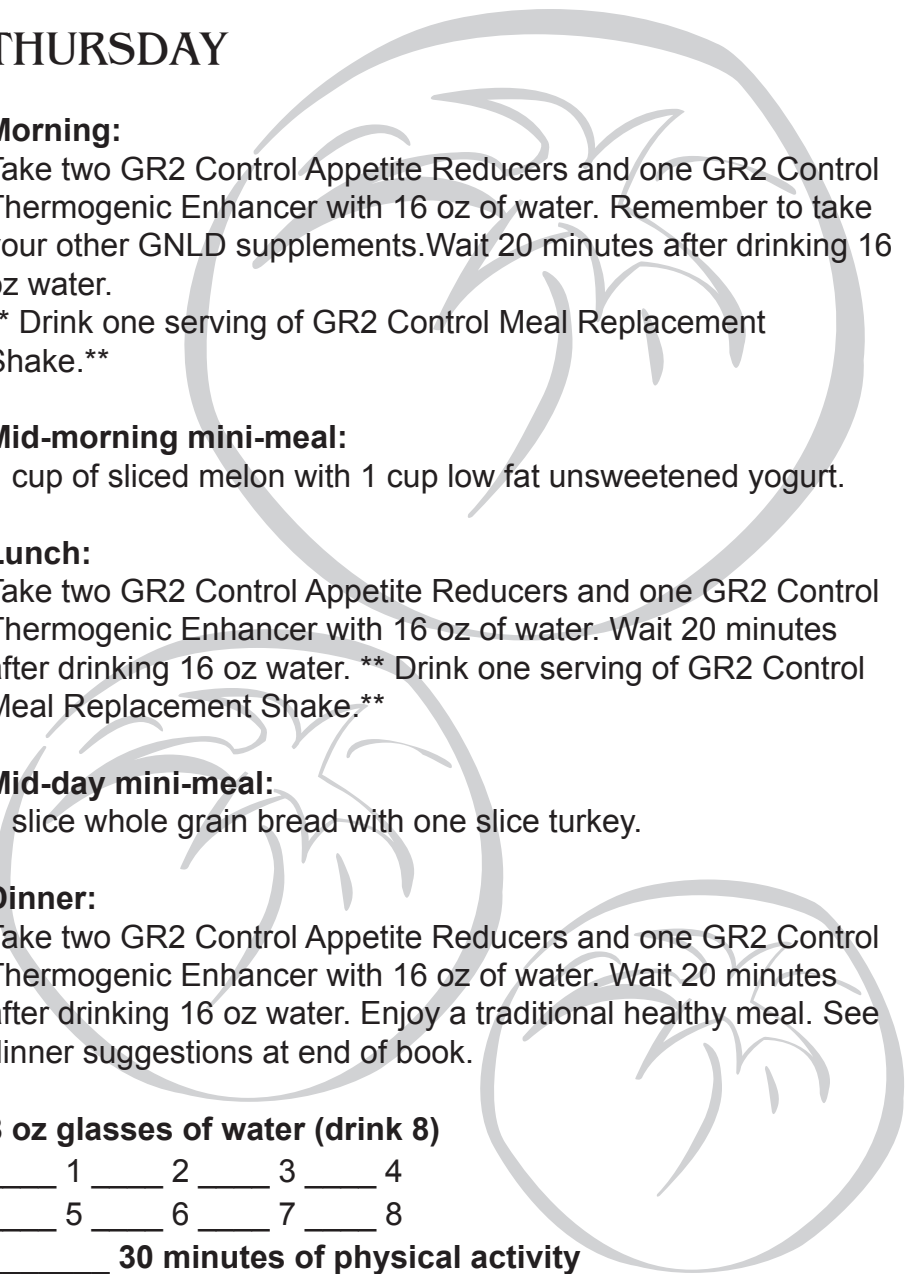 THURSDAY
Morning:
Take two GR2 Control Appetite Reducers and one GR2 Control
Thermogenic Enhancer with 16 oz of water. Remember to take
your other GNLD supplements.Wait 20 minutes after drinking 16
oz water.
** Drink one serving of GR2 Control Meal Replacement
Shake.**
Mid-morning mini-meal:
cup of sliced melon with 1 cup low fat unsweetened yogurt.
Lunch:
Take two GR2 Control Appetite Reducers and one GR2 Control
Thermogenic Enhancer with 16 oz of water. Wait 20 minutes
after drinking 16 oz water. ** Drink one serving of GR2 Control
Meal Replacement Shake.**
Mid-day mini-meal:
slice whole grain bread with one slice turkey.
Dinner:
Take two GR2 Control Appetite Reducers and one GR2 Control
Thermogenic Enhancer with 16 oz of water. Wait 20 minutes
after drinking 16 oz water. Enjoy a traditional healthy meal. See
dinner suggestions at end of book.
8 oz glasses of water (drink 8)
____ 1 ____ 2 ____ 3 ____ 4
____ 5 ____ 6 ____ 7 ____ 8
_______ 30 minutes of physical activity